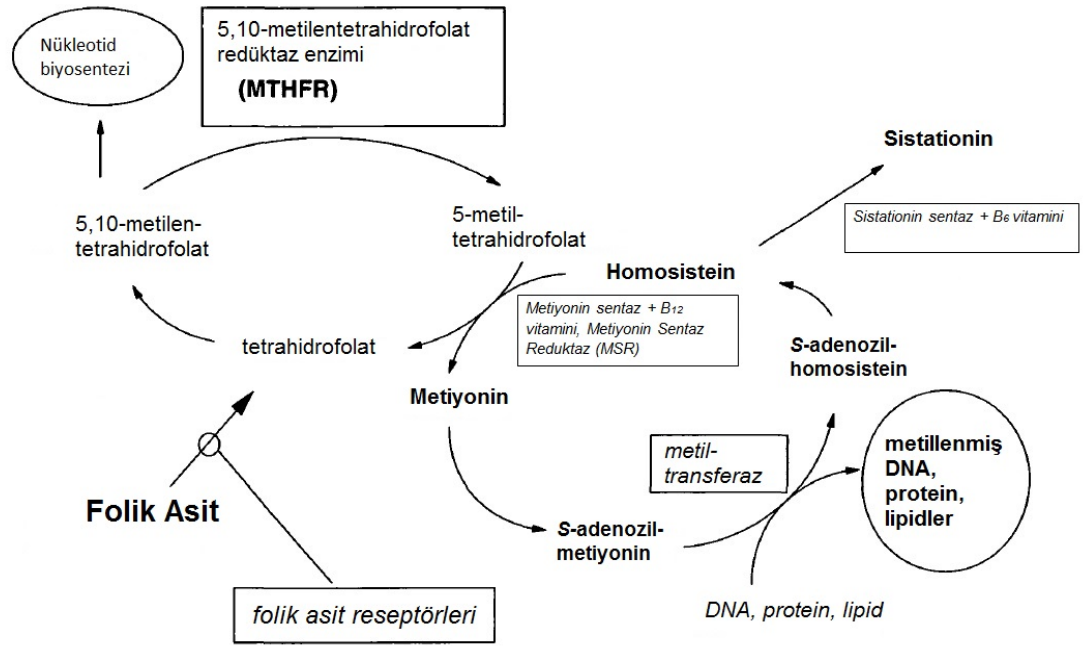 Nükleotid
biyosentezi
5,10-metilentetrahidrofolat
redüktaz enzimi
(MTHFR)
Sistationin
Sistationin sentaz + B₆ vitamini
5,10-metilen-
tetrahidrofolat
5-metil-
tetrahidrofolat
Homosistein
Metiyonin sentaz + B₁₂
vitamini, Metiyonin Sentaz
Reduktaz (MSR)
tetrahidrofolat
S-adenozil-
homosistein
Metiyonin
metil-
transferaz
metillenmiş
DNA,
protein,
lipidler
Folik Asit
S-adenozil-
metiyonin
folik asit reseptörleri
DNA, protein, lipid